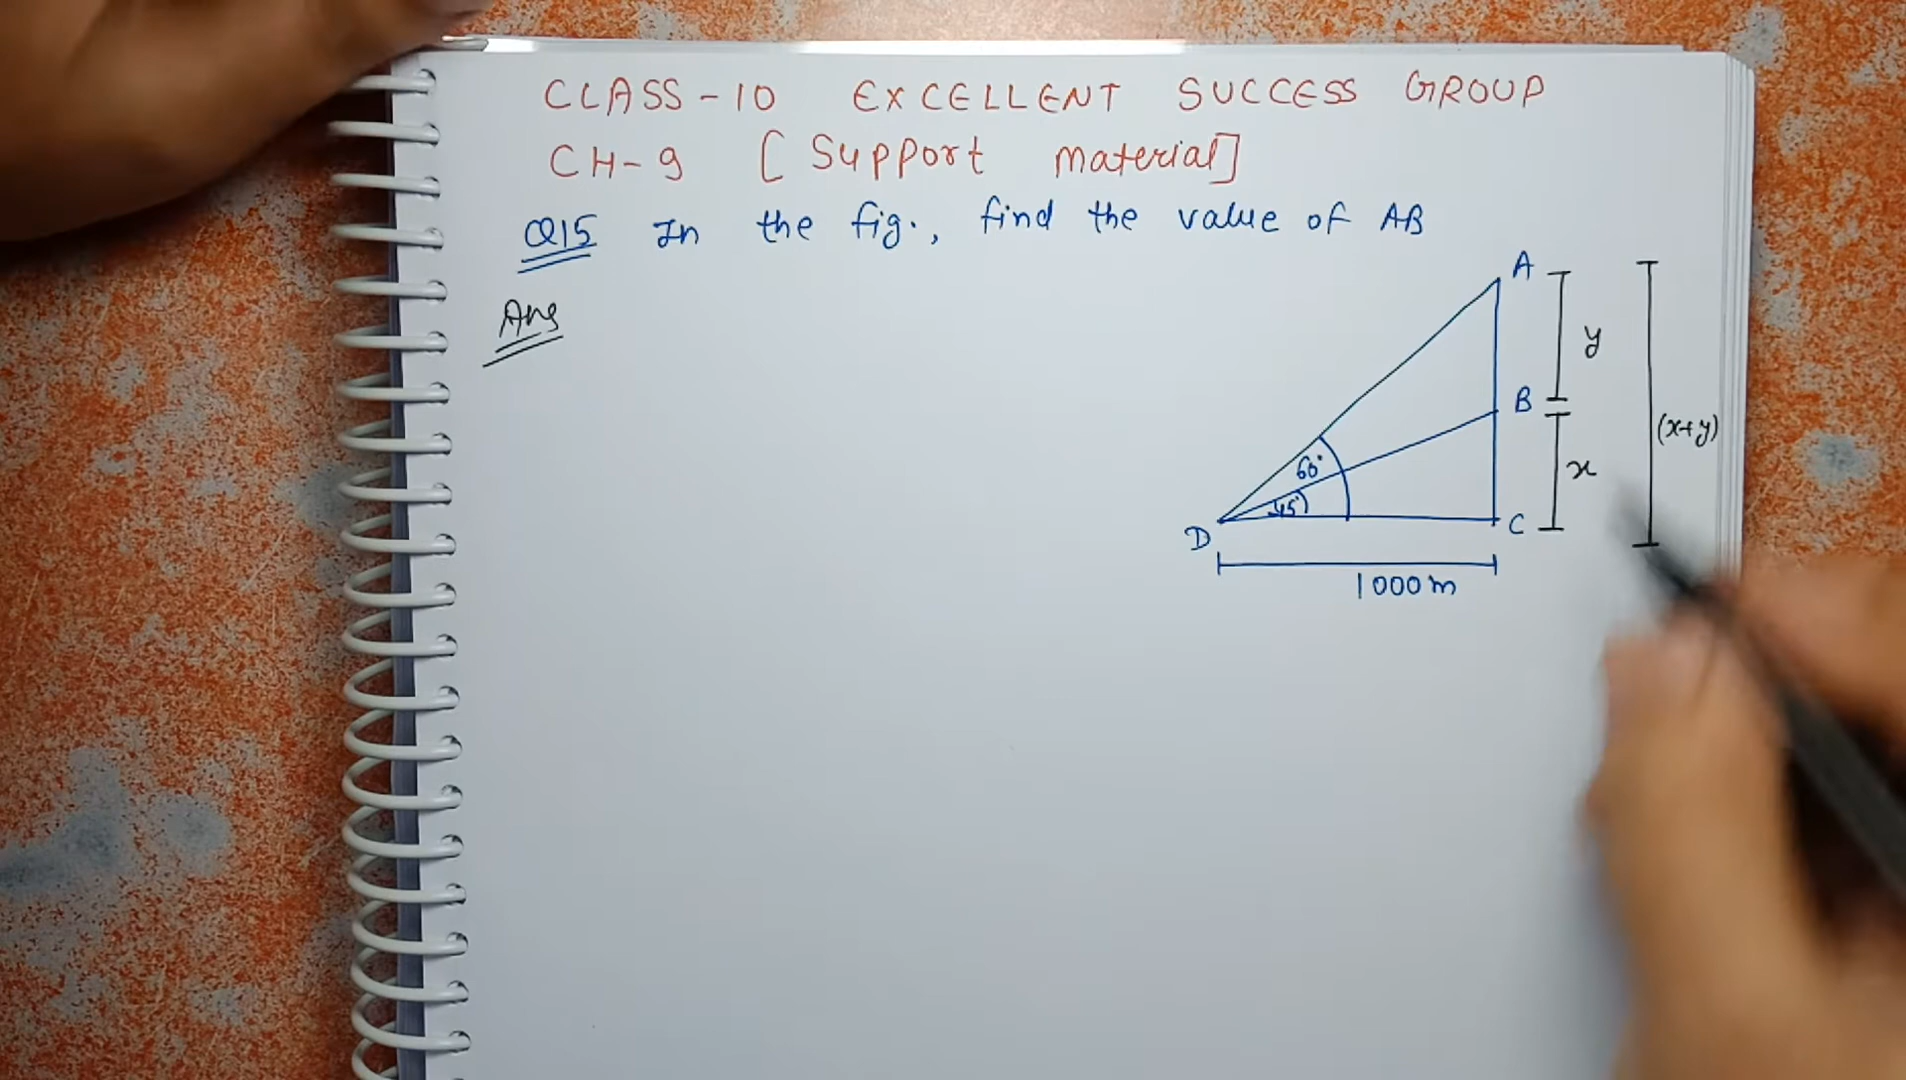 CLASS-10 EXCELLENT SUCCESS GROUP
CH-9 [Support material]
Q15 In the fig., find the value of AB
Ans
A
y
B
(x+y)
60°
x
45°
D
C
1000m